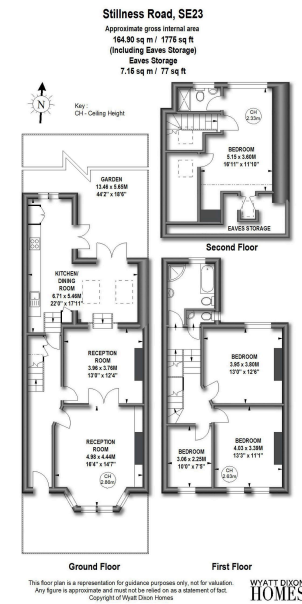 Stillness Road, SE23
Approximate gross internal area
164.90 sq m / 1775 sq ft
(Including Eaves Storage)
Eaves Storage
7.15 sq m / 77 sq ft
N
Key :
CH - Ceiling Height
GARDEN
13.46 x 5.65M
44'2" x 18'6"
KITCHEN/
DINING
ROOM
6.71 x 5.46M
22'0" x 17'11"
RECEPTION
ROOM
3.96 x 3.76M
13'0" x 12'4"
RECEPTION
ROOM
4.98 x 4.44M
16'4" x 14'7"
CH
2.86m
Ground Floor
CH
2.33m
BEDROOM
5.15 x 3.60M
16'11" x 11'10"
EAVES STORAGE
Second Floor
BEDROOM
3.95 x 3.80M
13'0" x 12'6"
BEDROOM
3.06 x 2.25M
10'0" x 7'5"
BEDROOM
4.03 x 3.39M
13'3" x 11'1"
CH
2.63m
First Floor
This floor plan is a representation for guidance purposes only, not for valuation.
Any figure is approximate and must not be relied on as a statement of fact.
Copyright of Wyatt Dixon Homes
WYATT DIXON
HOMES